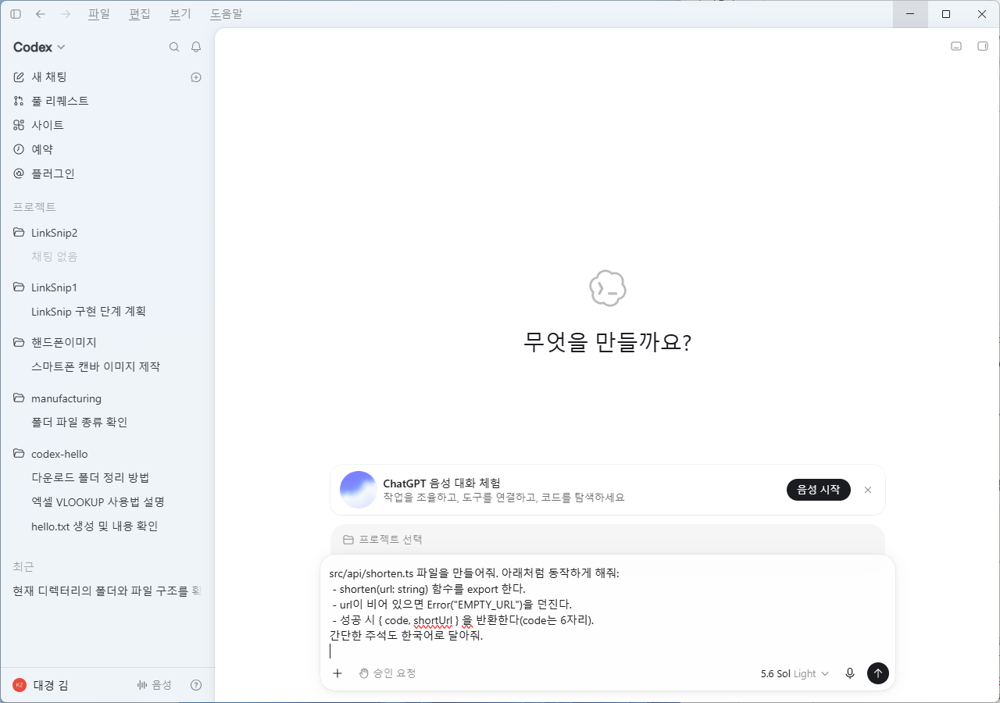 파일 편집 보기 도움말
Codex
새 채팅
풀 리퀘스트
사이트
예약
플러그인
프로젝트
LinkSnip2
채팅 없음
LinkSnip1
LinkSnip 구현 단계 계획
핸드폰이미지
스마트폰 캔바 이미지 제작
manufacturing
폴더 파일 종류 확인
codex-hello
다운로드 폴더 정리 방법
엑셀 VLOOKUP 사용법 설명
hello.txt 생성 및 내용 확인
최근
현재 디렉터리의 폴더와 파일 구조를
KZ 대경 김 음성
무엇을 만들까요?
ChatGPT 음성 대화 체험
작업을 조율하고, 도구를 연결하고, 코드를 탐색하세요
음성 시작
프로젝트 선택
src/api/shorten.ts 파일을 만들어줘. 아래처럼 동작하게 해줘:
- shorten(url: string) 함수를 export 한다.
- url이 비어 있으면 Error("EMPTY_URL")을 던진다.
- 성공 시 { code, shortUrl } 을 반환한다(code는 6자리).
간단한 주석도 한국어로 달아줘.
승인 요청
5.6 Sol Light